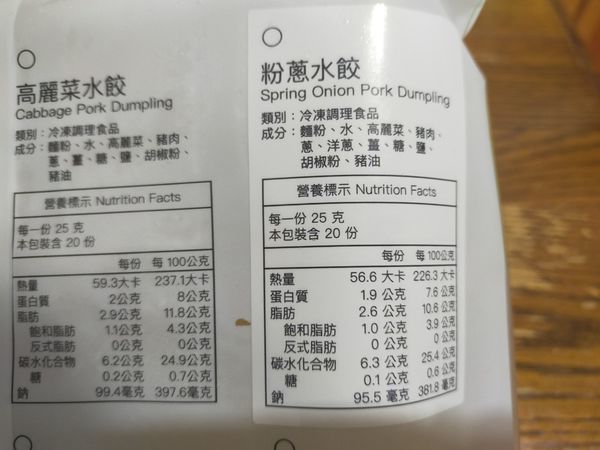 高麗菜水餃
Cabbage Pork Dumpling
類別：冷凍調理食品
成分：麵粉、水、高麗菜、豬肉、
蔥、薑、糖、鹽、胡椒粉、
豬油
營養標示 Nutrition Facts
每一份 25 克
本包裝含 20 份
每份 每 100公克
熱量 59.3大卡 237.1大卡
蛋白質 2公克 8公克
脂肪 2.9公克 11.8公克
飽和脂肪 1.1公克 4.3公克
反式脂肪 0公克 0公克
碳水化合物 6.2公克 24.9公克
糖 0.2公克 0.7公克
鈉 99.4毫克 397.6毫克
粉蔥水餃
Spring Onion Pork Dumpling
類別：冷凍調理食品
成分：麵粉、水、高麗菜、豬肉、
蔥、洋蔥、薑、糖、鹽、
胡椒粉、豬油
營養標示 Nutrition Facts
每一份 25 克
本包裝含 20 份
每份 每 100公克
熱量 56.6 大卡 226.3 大卡
蛋白質 1.9 公克 7.6 公克
脂肪 2.6 公克 10.6 公克
飽和脂肪 1.0 公克 3.9 公克
反式脂肪 0 公克 0 公克
碳水化合物 6.3 公克 25.4 公克
糖 0.1 公克 0.6 公克
鈉 95.5 毫克 381.8 毫克